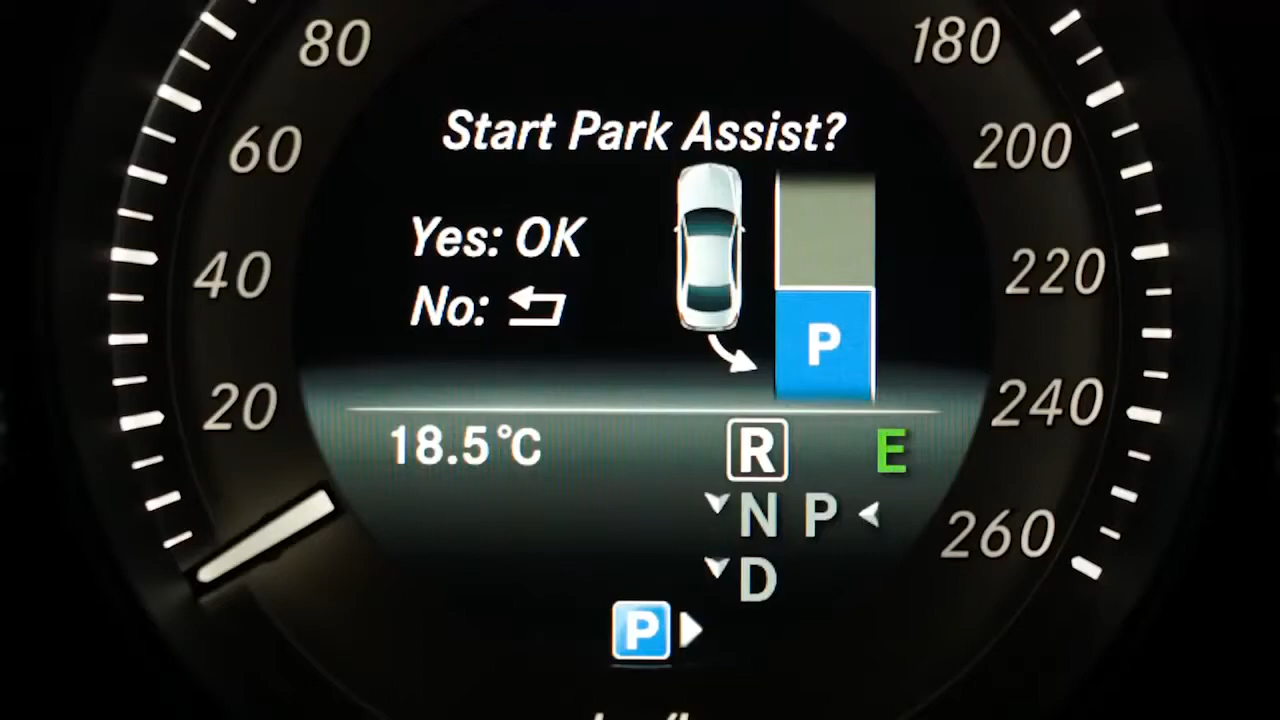 80 180
Start Park Assist?
60 200
Yes: OK
40 220
No:
P
20 240
18.5°C R E
N P
260
D
P